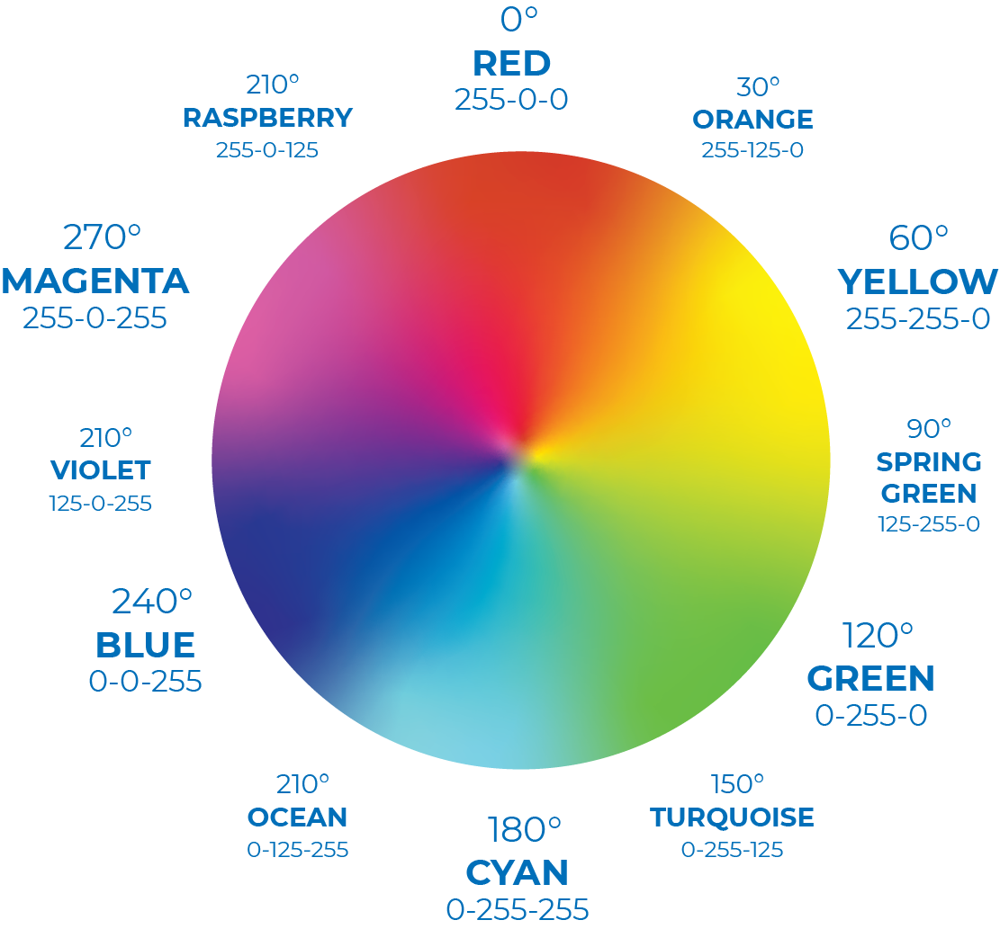 0°
RED
255-0-0
30°
ORANGE
255-125-0
60°
YELLOW
255-255-0
90°
SPRING
GREEN
125-255-0
120°
GREEN
0-255-0
150°
TURQUOISE
0-255-125
180°
CYAN
0-255-255
210°
OCEAN
0-125-255
240°
BLUE
0-0-255
210°
VIOLET
125-0-255
270°
MAGENTA
255-0-255
210°
RASPBERRY
255-0-125